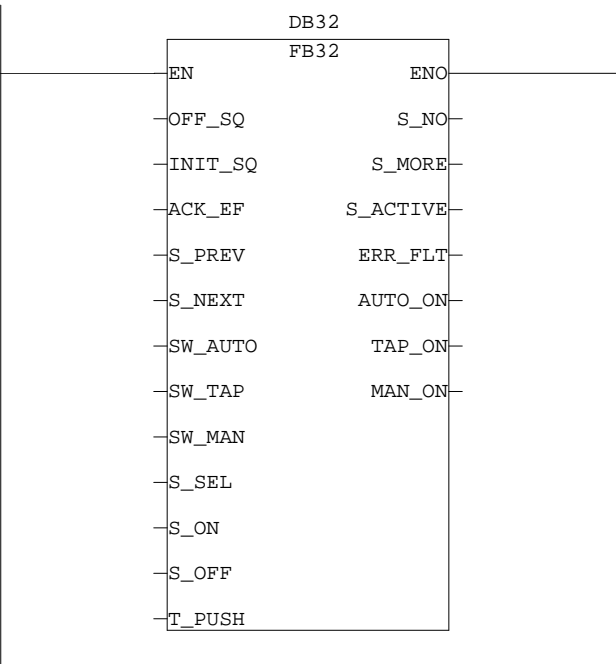 DB32
FB32
EN ENO
OFF_SQ S_NO
INIT_SQ S_MORE
ACK_EF S_ACTIVE
S_PREV ERR_FLT
S_NEXT AUTO_ON
SW_AUTO TAP_ON
SW_TAP MAN_ON
SW_MAN
S_SEL
S_ON
S_OFF
T_PUSH